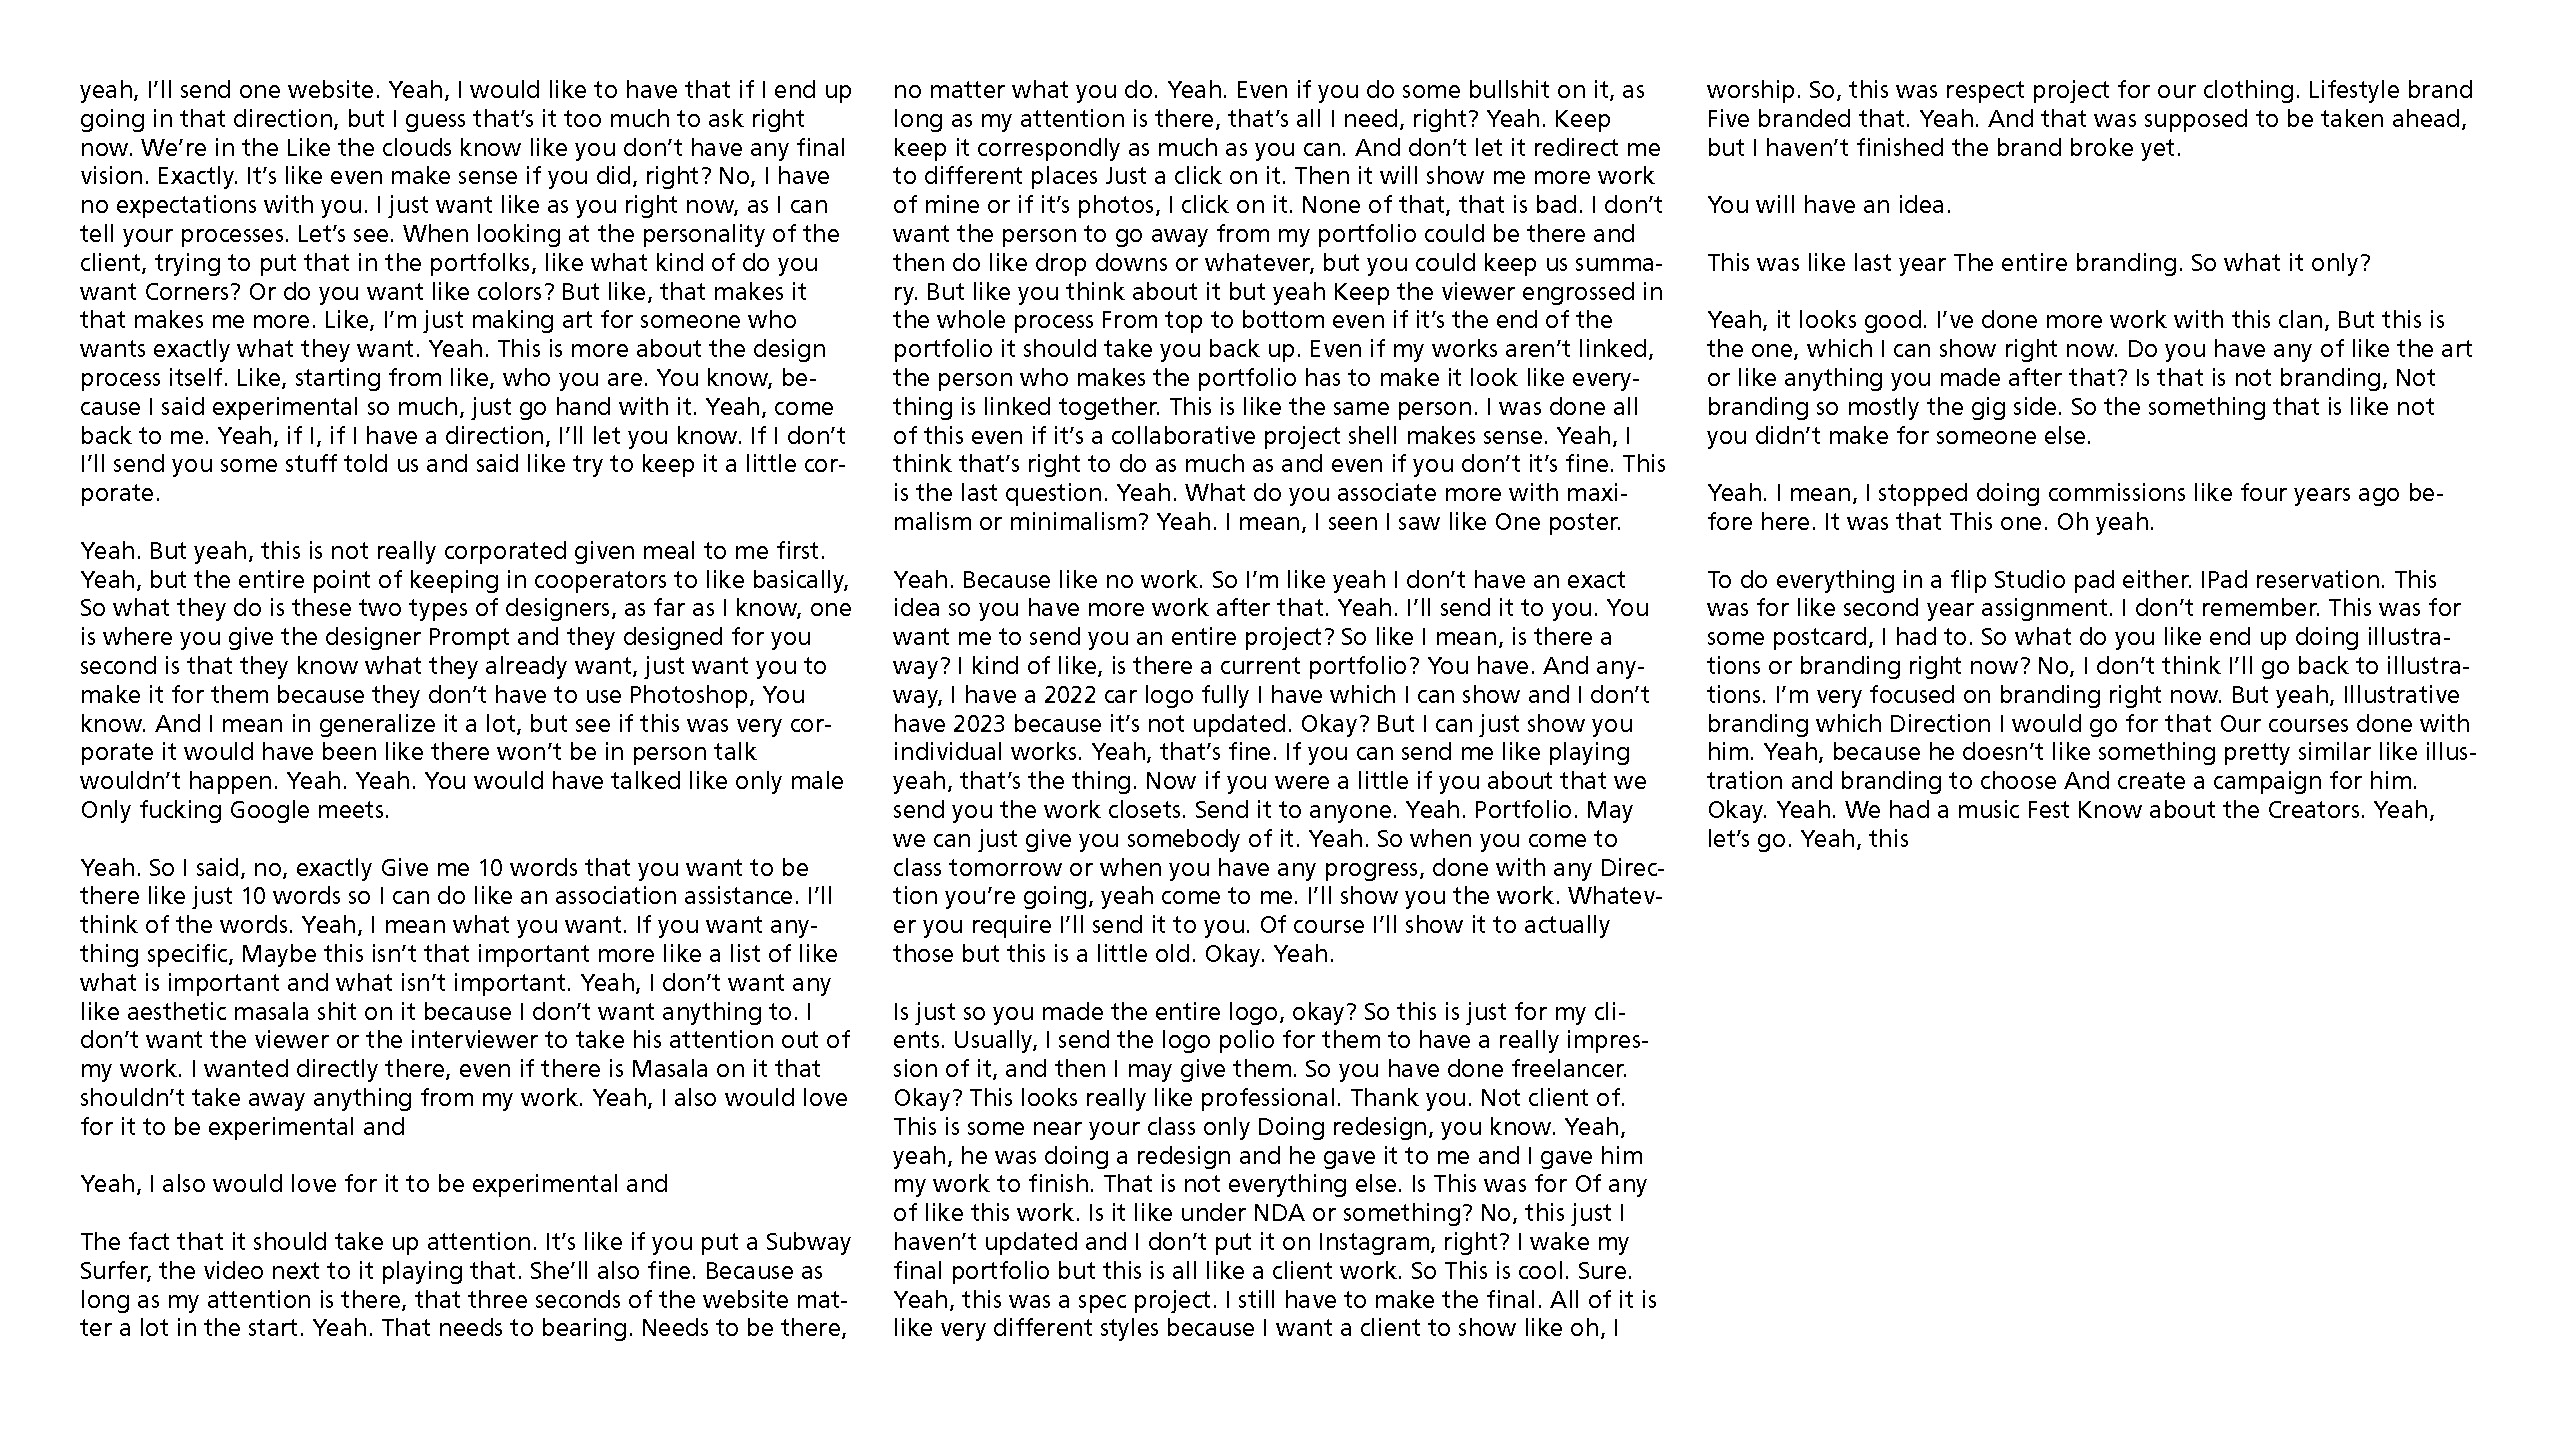 yeah, I'll send one website. Yeah, I would like to have that if I end up
going in that direction, but I guess that's it too much to ask right
now. We're in the Like the clouds know like you don't have any final
vision. Exactly. It's like even make sense if you did, right? No, I have
no expectations with you. I just want like as you right now, as I can
tell your processes. Let's see. When looking at the personality of the
client, trying to put that in the portfolks, like what kind of do you
want Corners? Or do you want like colors? But like, that makes it
that makes me more. Like, I'm just making art for someone who
wants exactly what they want. Yeah. This is more about the design
process itself. Like, starting from like, who you are. You know, be-
cause I said experimental so much, just go hand with it. Yeah, come
back to me. Yeah, if I, if I have a direction, I'll let you know. If I don't
I'll send you some stuff told us and said like try to keep it a little cor-
porate.
Yeah. But yeah, this is not really corporated given meal to me first.
Yeah, but the entire point of keeping in cooperators to like basically,
So what they do is these two types of designers, as far as I know, one
is where you give the designer Prompt and they designed for you
second is that they know what they already want, just want you to
make it for them because they don't have to use Photoshop, You
know. And I mean in generalize it a lot, but see if this was very cor-
porate it would have been like there won't be in person talk
wouldn't happen. Yeah. Yeah. You would have talked like only male
Only fucking Google meets.
Yeah. So I said, no, exactly Give me 10 words that you want to be
there like just 10 words so I can do like an association assistance. I'll
think of the words. Yeah, I mean what you want. If you want any-
thing specific, Maybe this isn't that important more like a list of like
what is important and what isn't important. Yeah, I don't want any
like aesthetic masala shit on it because I don't want anything to. I
don't want the viewer or the interviewer to take his attention out of
my work. I wanted directly there, even if there is Masala on it that
shouldn't take away anything from my work. Yeah, I also would love
for it to be experimental and
Yeah, I also would love for it to be experimental and
The fact that it should take up attention. It's like if you put a Subway
Surfer, the video next to it playing that. She'll also fine. Because as
long as my attention is there, that three seconds of the website mat-
ter a lot in the start. Yeah. That needs to bearing. Needs to be there,
no matter what you do. Yeah. Even if you do some bullshit on it, as
long as my attention is there, that's all I need, right? Yeah. Keep
keep it correspondly as much as you can. And don't let it redirect me
to different places Just a click on it. Then it will show me more work
of mine or if it's photos, I click on it. None of that, that is bad. I don't
want the person to go away from my portfolio could be there and
then do like drop downs or whatever, but you could keep us summa-
ry. But like you think about it but yeah Keep the viewer engrossed in
the whole process From top to bottom even if it's the end of the
portfolio it should take you back up. Even if my works aren't linked,
the person who makes the portfolio has to make it look like every-
thing is linked together. This is like the same person. I was done all
of this even if it's a collaborative project shell makes sense. Yeah, I
think that's right to do as much as and even if you don't it's fine. This
is the last question. Yeah. What do you associate more with maxi-
malism or minimalism? Yeah. I mean, I seen I saw like One poster.
Yeah. Because like no work. So I'm like yeah I don't have an exact
idea so you have more work after that. Yeah. I'll send it to you. You
want me to send you an entire project? So like I mean, is there a
way? I kind of like, is there a current portfolio? You have. And any-
way, I have a 2022 car logo fully I have which I can show and I don't
have 2023 because it's not updated. Okay? But I can just show you
individual works. Yeah, that's fine. If you can send me like playing
yeah, that's the thing. Now if you were a little if you about that we
send you the work closets. Send it to anyone. Yeah. Portfolio. May
we can just give you somebody of it. Yeah. So when you come to
class tomorrow or when you have any progress, done with any Direc-
tion you're going, yeah come to me. I'll show you the work. Whatev-
er you require I'll send it to you. Of course I'll show it to actually
those but this is a little old. Okay. Yeah.
Is just so you made the entire logo, okay? So this is just for my cli-
ents. Usually, I send the logo polio for them to have a really impres-
sion of it, and then I may give them. So you have done freelancer.
Okay? This looks really like professional. Thank you. Not client of.
This is some near your class only Doing redesign, you know. Yeah,
yeah, he was doing a redesign and he gave it to me and I gave him
my work to finish. That is not everything else. Is This was for Of any
of like this work. Is it like under NDA or something? No, this just I
haven't updated and I don't put it on Instagram, right? I wake my
final portfolio but this is all like a client work. So This is cool. Sure.
Yeah, this was a spec project. I still have to make the final. All of it is
like very different styles because I want a client to show like oh, I
worship. So, this was respect project for our clothing. Lifestyle brand
Five branded that. Yeah. And that was supposed to be taken ahead,
but I haven't finished the brand broke yet.
You will have an idea.
This was like last year The entire branding. So what it only?
Yeah, it looks good. I've done more work with this clan, But this is
the one, which I can show right now. Do you have any of like the art
or like anything you made after that? Is that is not branding, Not
branding so mostly the gig side. So the something that is like not
you didn't make for someone else.
Yeah. I mean, I stopped doing commissions like four years ago be-
fore here. It was that This one. Oh yeah.
To do everything in a flip Studio pad either. IPad reservation. This
was for like second year assignment. I don't remember. This was for
some postcard, I had to. So what do you like end up doing illustra-
tions or branding right now? No, I don't think I'll go back to illustra-
tions. I'm very focused on branding right now. But yeah, Illustrative
branding which Direction I would go for that Our courses done with
him. Yeah, because he doesn't like something pretty similar like illus-
tration and branding to choose And create a campaign for him.
Okay. Yeah. We had a music Fest Know about the Creators. Yeah,
let's go. Yeah, this